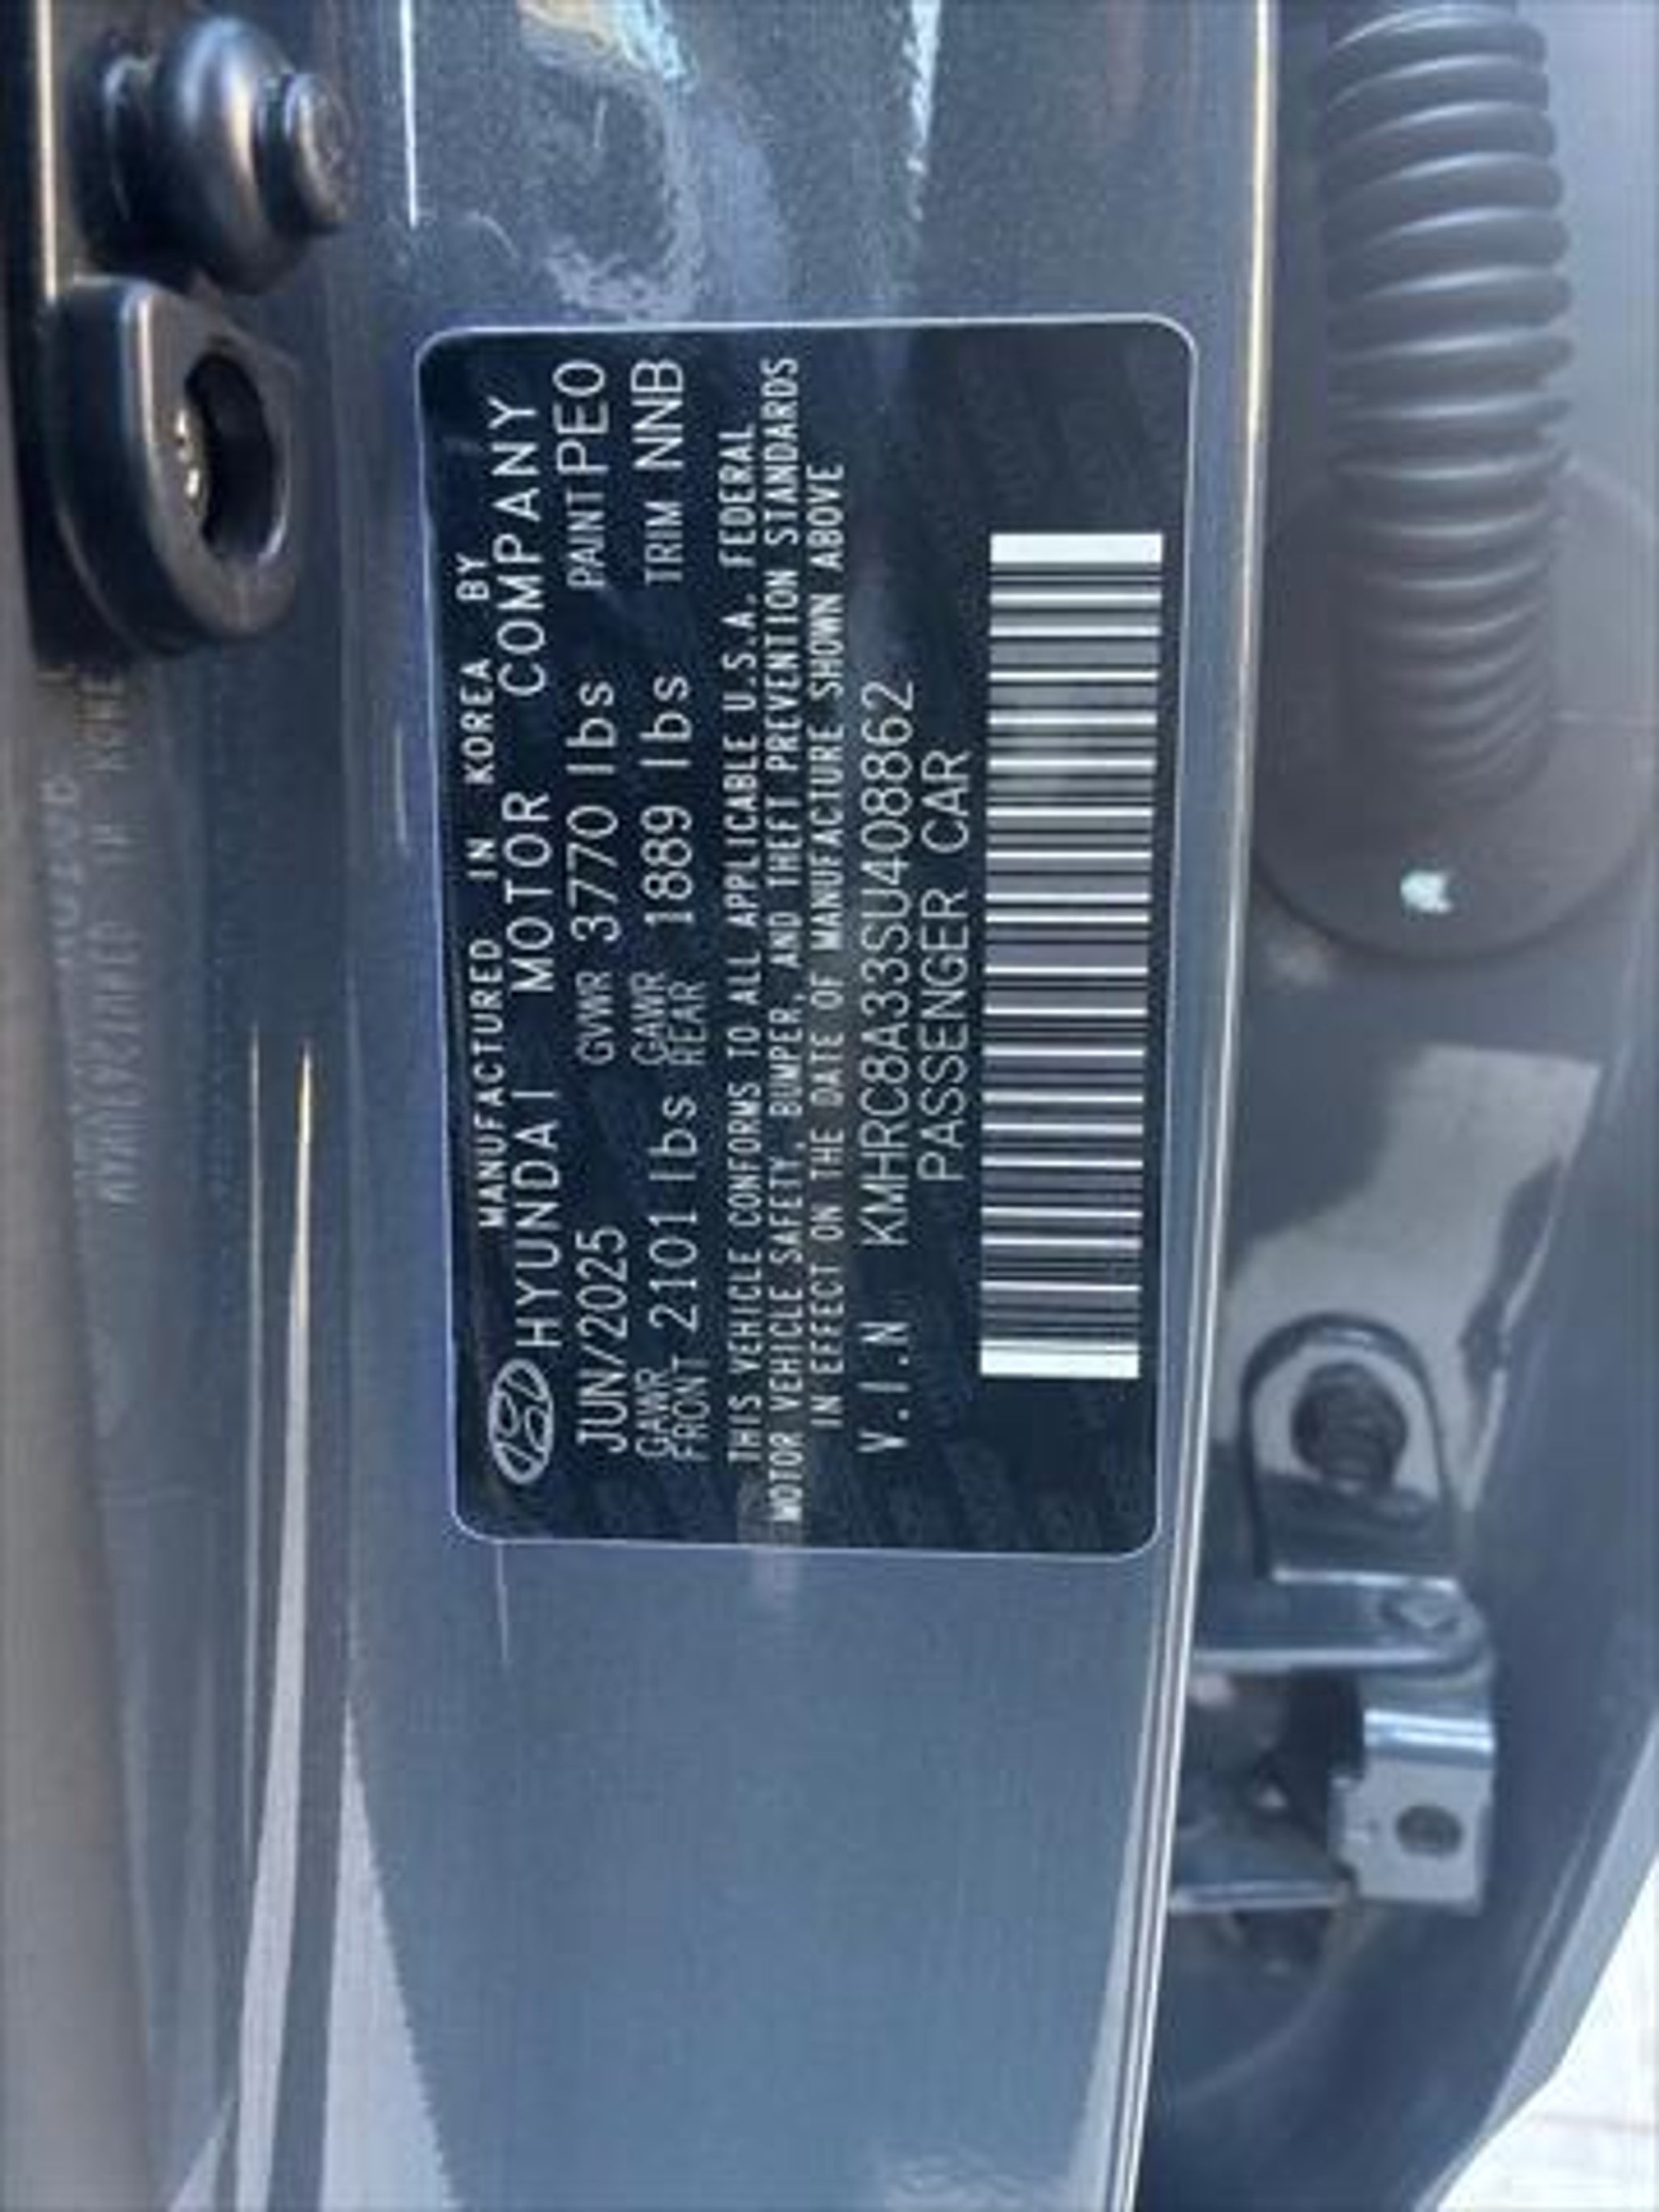 MANUFACTURED IN KOREA BY
HYUNDAI MOTOR COMPANY
JUN/2025 GVWR 3770 lbs PAINT PEO
GAWR FRONT 2101 lbs GAWR REAR 1889 lbs TRIM NNB
THIS VEHICLE CONFORMS TO ALL APPLICABLE U.S.A. FEDERAL
MOTOR VEHICLE SAFETY, BUMPER, AND THEFT PREVENTION STANDARDS
IN EFFECT ON THE DATE OF MANUFACTURE SHOWN ABOVE
V.I.N KMHRC8A33SU408862
PASSENGER CAR